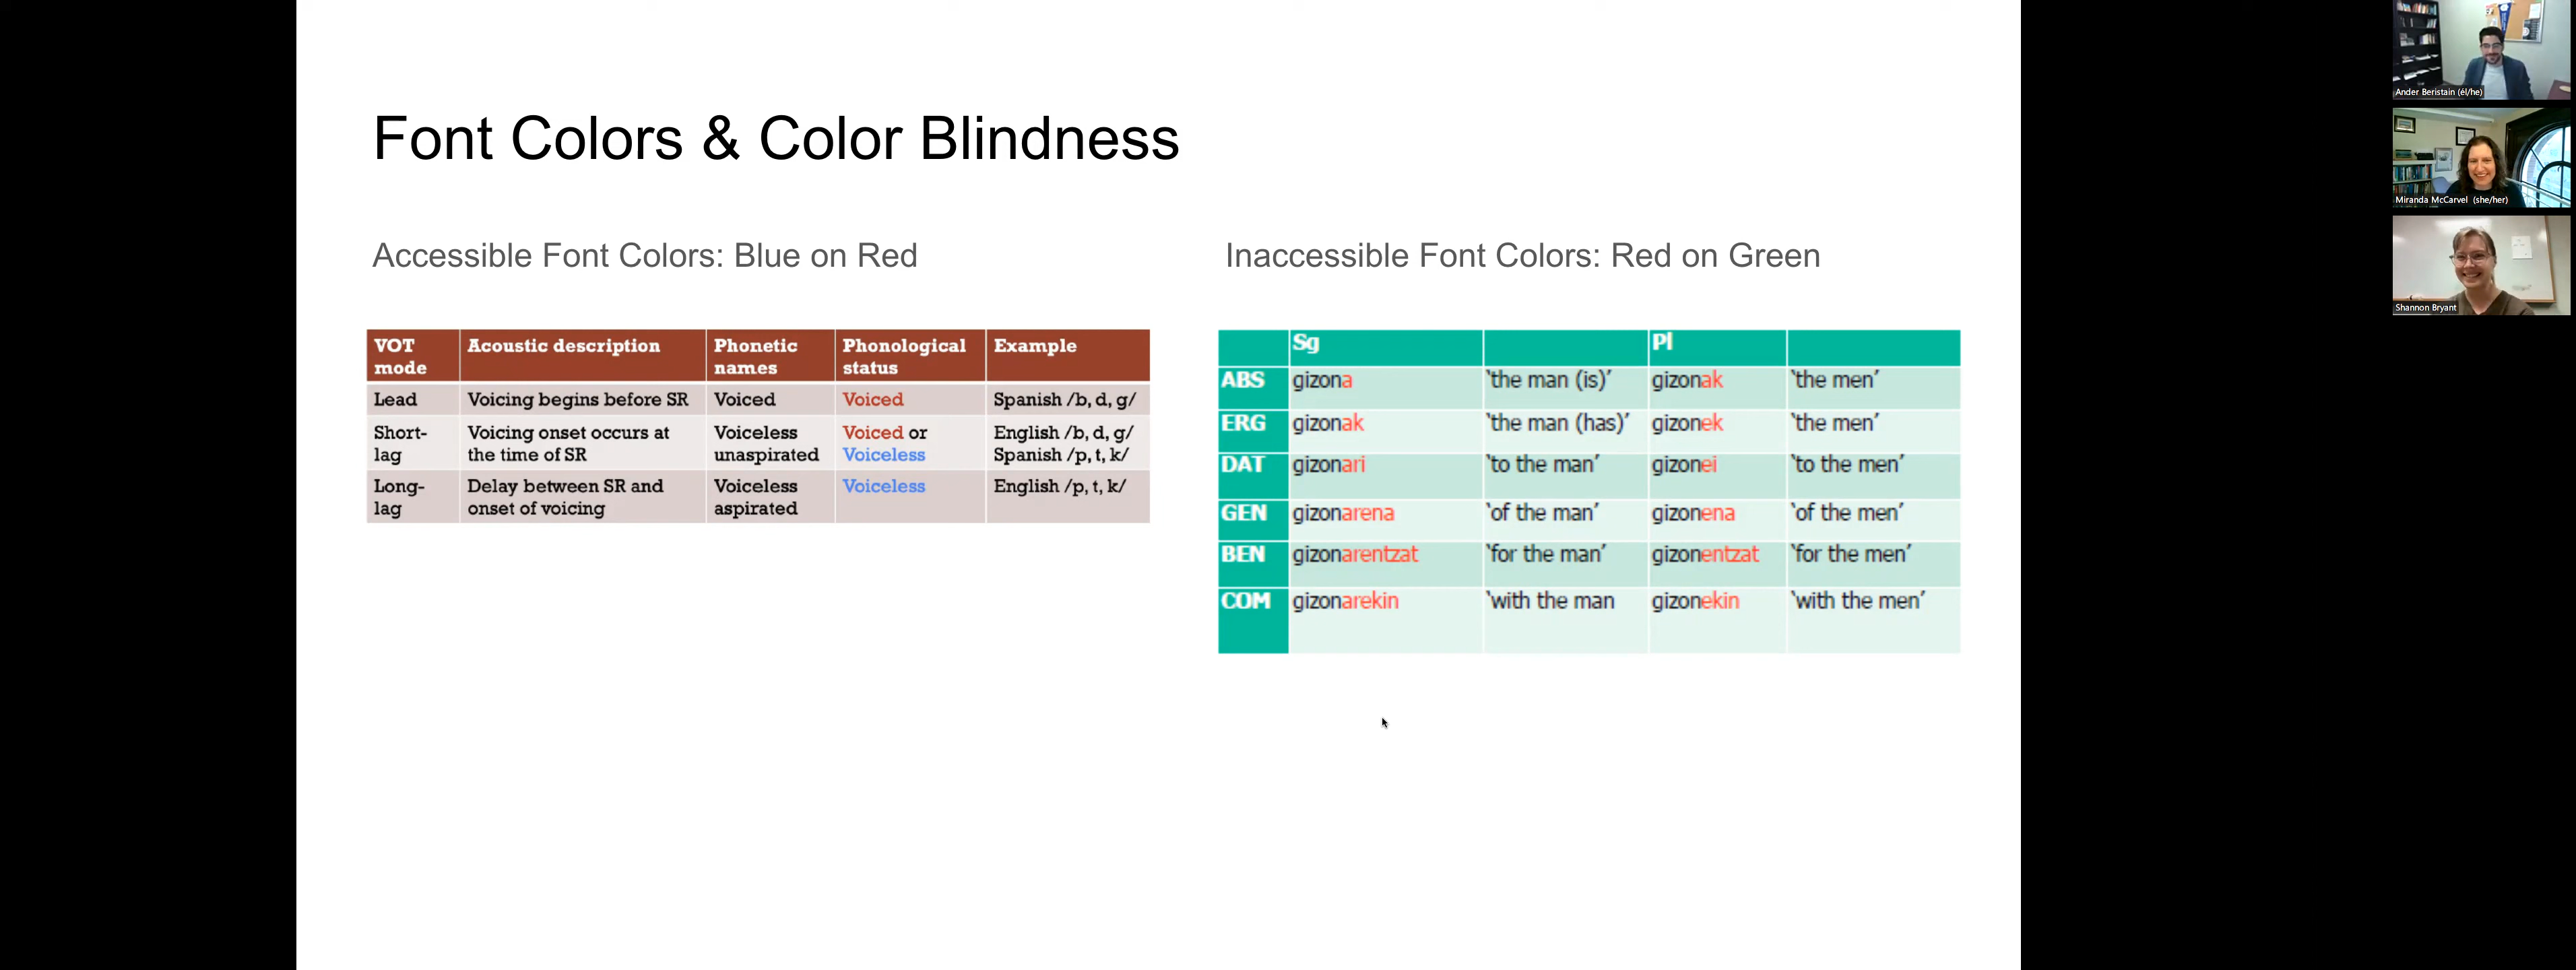 Font Colors & Color Blindness
Accessible Font Colors: Blue on Red
VOT mode Acoustic description Phonetic names Phonological status Example
Lead Voicing begins before SR Voiced Voiced Spanish /b, d, g/
Short-lag Voicing onset occurs at the time of SR Voiceless unaspirated Voiced or Voiceless English /b, d, g/ Spanish /p, t, k/
Long-lag Delay between SR and onset of voicing Voiceless aspirated Voiceless English /p, t, k/
Inaccessible Font Colors: Red on Green
Sg Pl
ABS gizona ‘the man (is)’ gizonak ‘the men’
ERG gizonak ‘the man (has)’ gizonek ‘the men’
DAT gizonari ‘to the man’ gizonei ‘to the men’
GEN gizonarena ‘of the man’ gizonena ‘of the men’
BEN gizonarentzat ‘for the man’ gizonentzat ‘for the men’
COM gizonarekin ‘with the man gizonekin ‘with the men’
Ander Beristain (él/he)
Miranda McCarvel (she/her)
Shannon Bryant